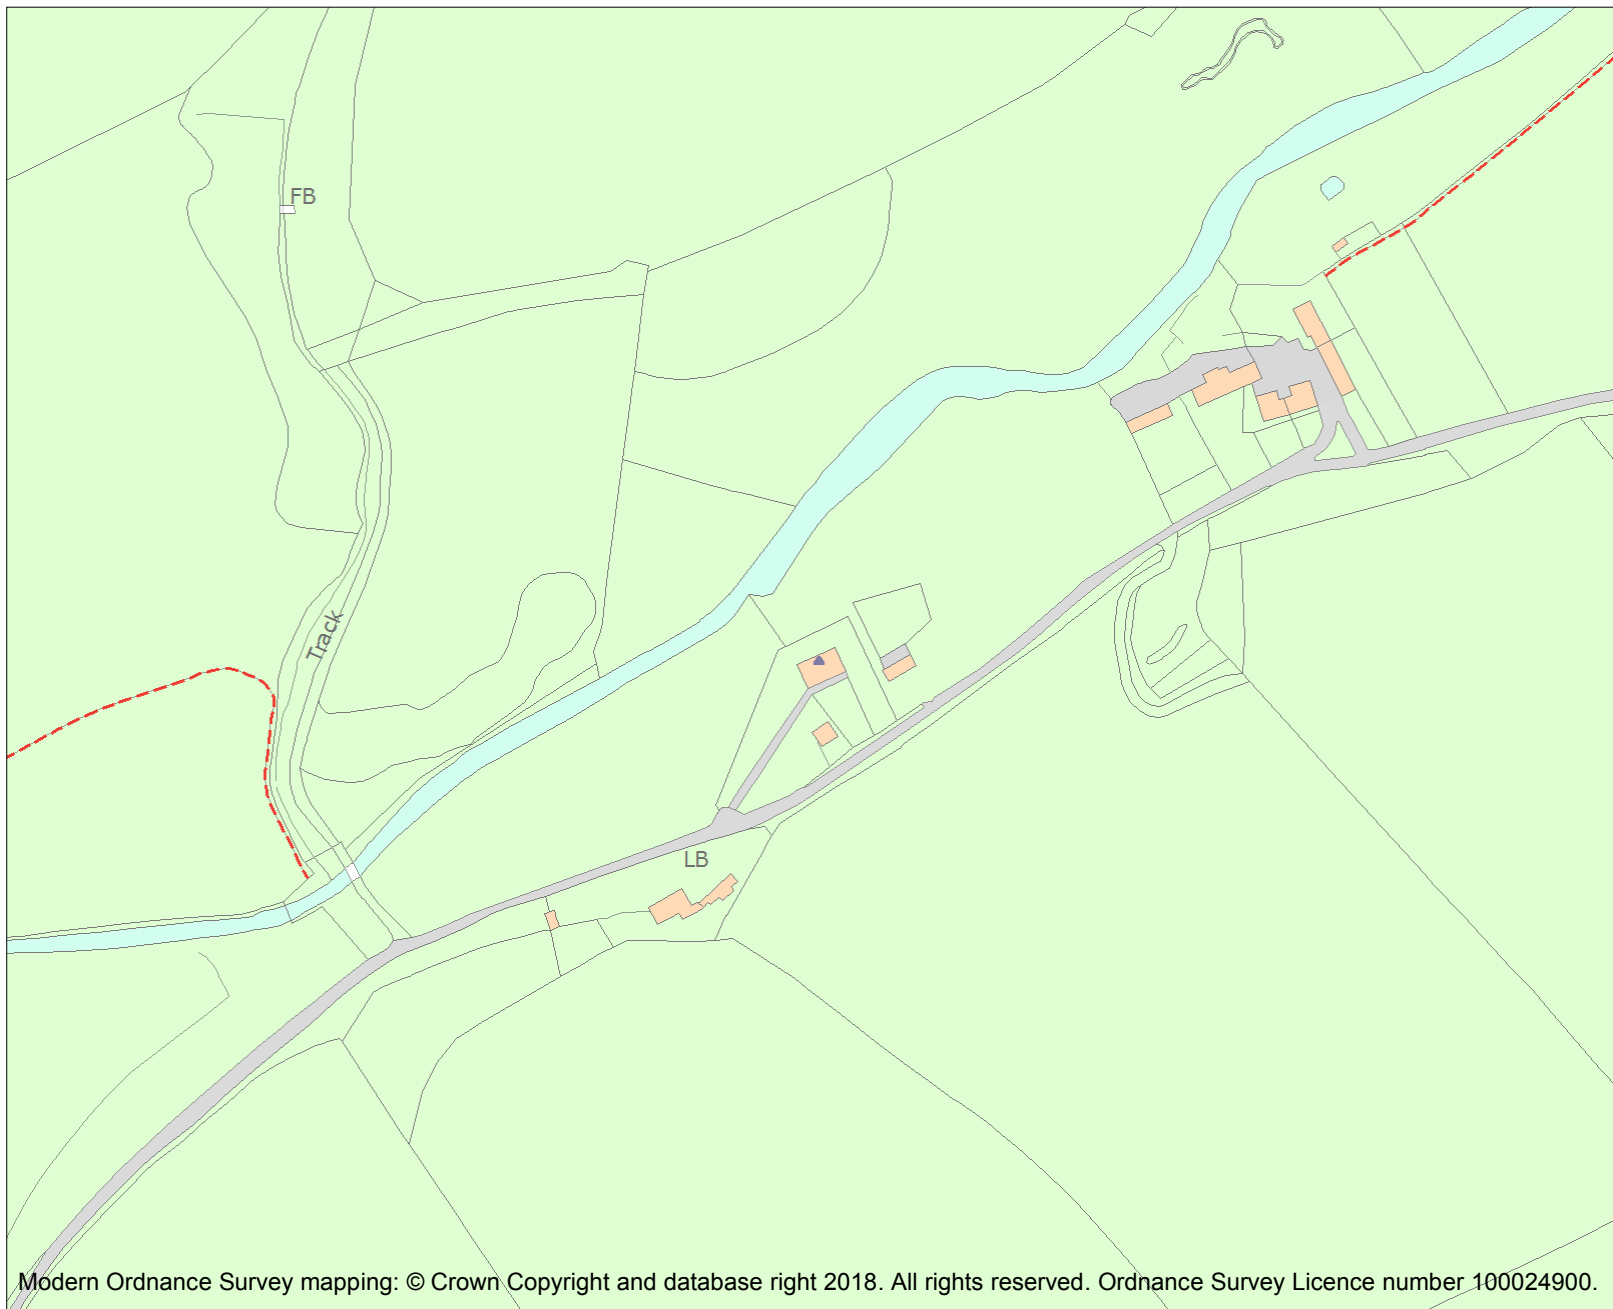 FB
Track
LB
Modern Ordnance Survey mapping: © Crown Copyright and database right 2018. All rights reserved. Ordnance Survey Licence number 100024900.